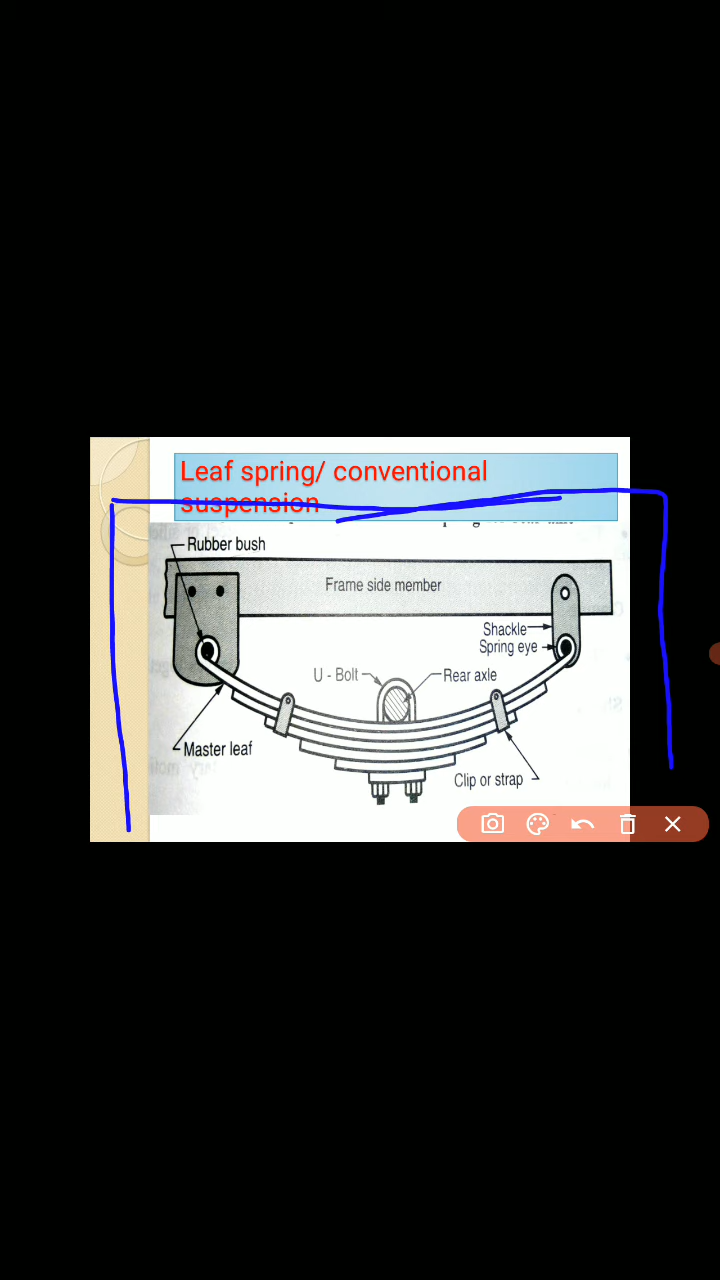 Leaf spring/ conventional
suspension
Rubber bush
Frame side member
Shackle
Spring eye
U - Bolt
Rear axle
Master leaf
Clip or strap